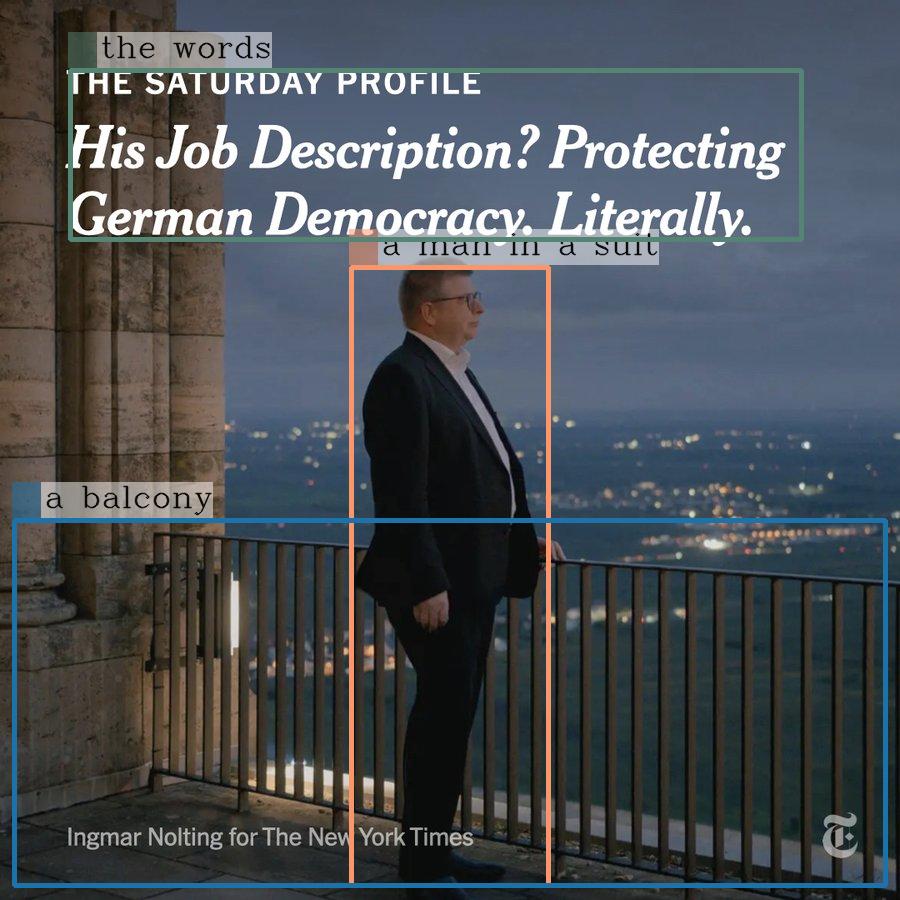 the words
THE SATURDAY PROFILE
His Job Description? Protecting
German Democracy. Literally.
a man in a suit
a balcony
Ingmar Nolting for The New York Times
T